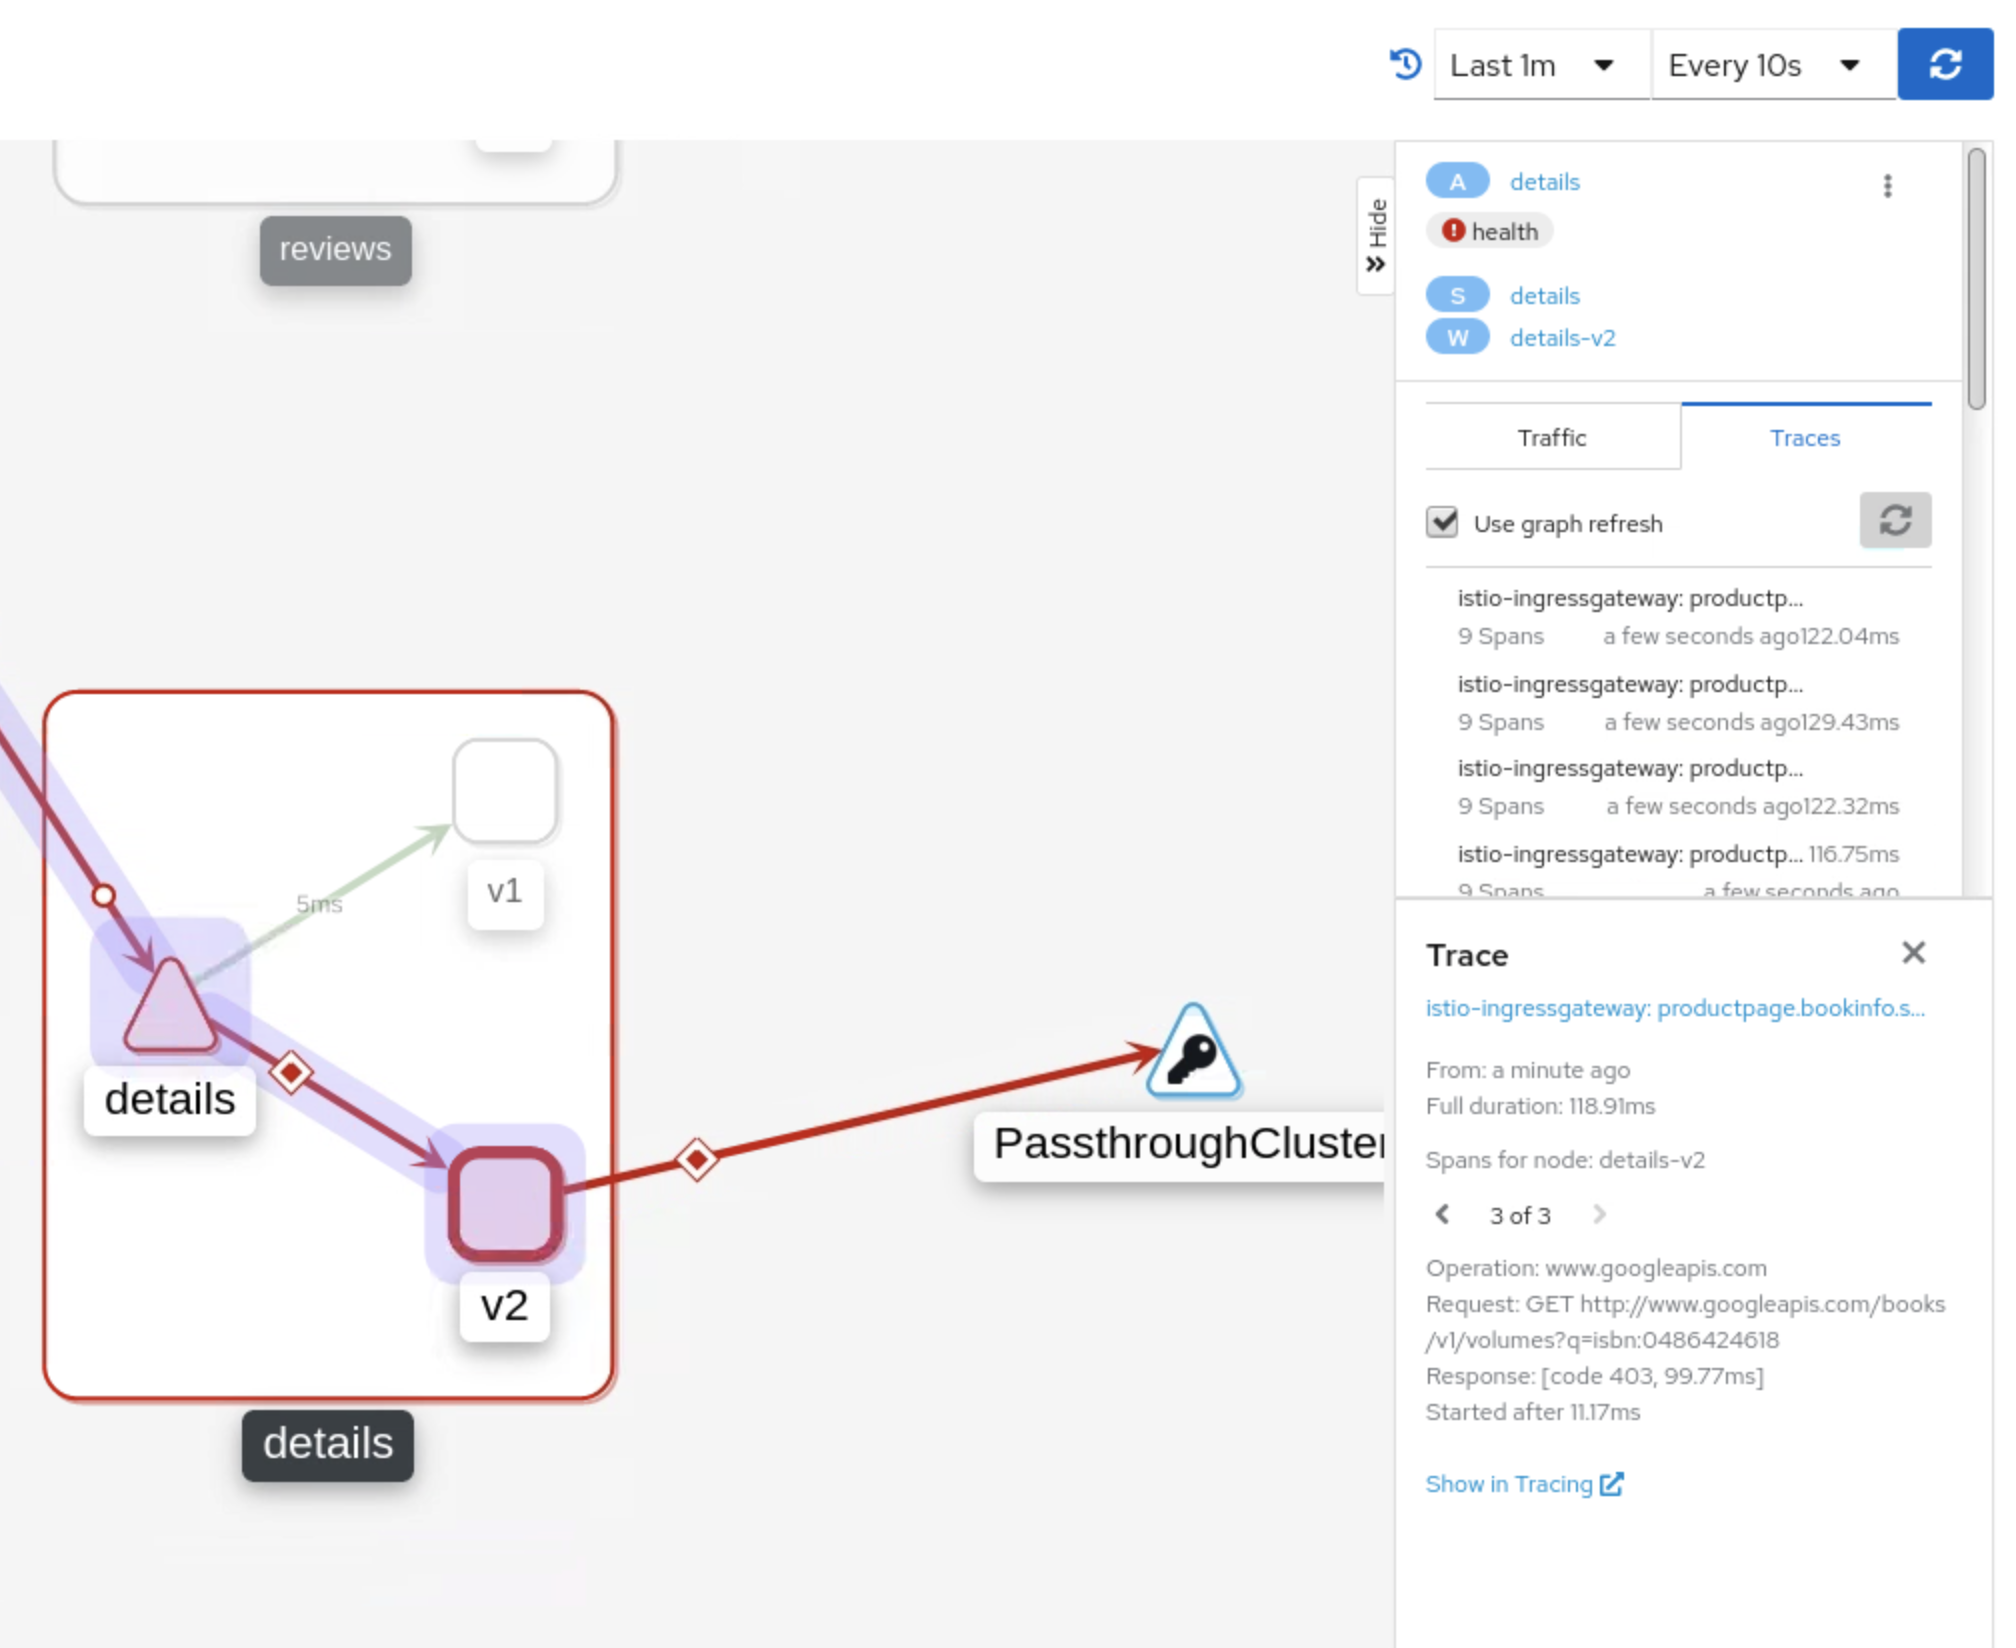 Last 1m
Every 10s
reviews
Hide
A details
health
S details
W details-v2
Traffic
Traces
Use graph refresh
istio-ingressgateway: productp...
9 Spans a few seconds ago122.04ms
istio-ingressgateway: productp...
9 Spans a few seconds ago129.43ms
istio-ingressgateway: productp...
9 Spans a few seconds ago122.32ms
istio-ingressgateway: productp... 116.75ms
9 Spans a few seconds ago
5ms
v1
details
v2
details
PassthroughCluster
Trace
istio-ingressgateway: productpage.bookinfo.s...
From: a minute ago
Full duration: 118.91ms
Spans for node: details-v2
3 of 3
Operation: www.googleapis.com
Request: GET http://www.googleapis.com/books
/v1/volumes?q=isbn:0486424618
Response: [code 403, 99.77ms]
Started after 11.17ms
Show in Tracing